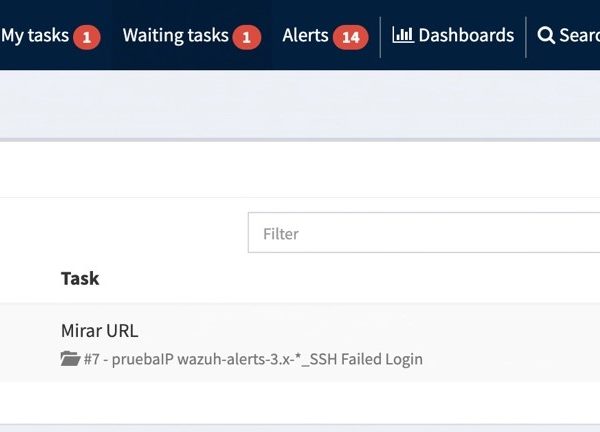 My tasks 1 Waiting tasks 1 Alerts 14 Dashboards Searc
Filter
Task
Mirar URL
#7 - pruebaIP wazuh-alerts-3.x-*_SSH Failed Login